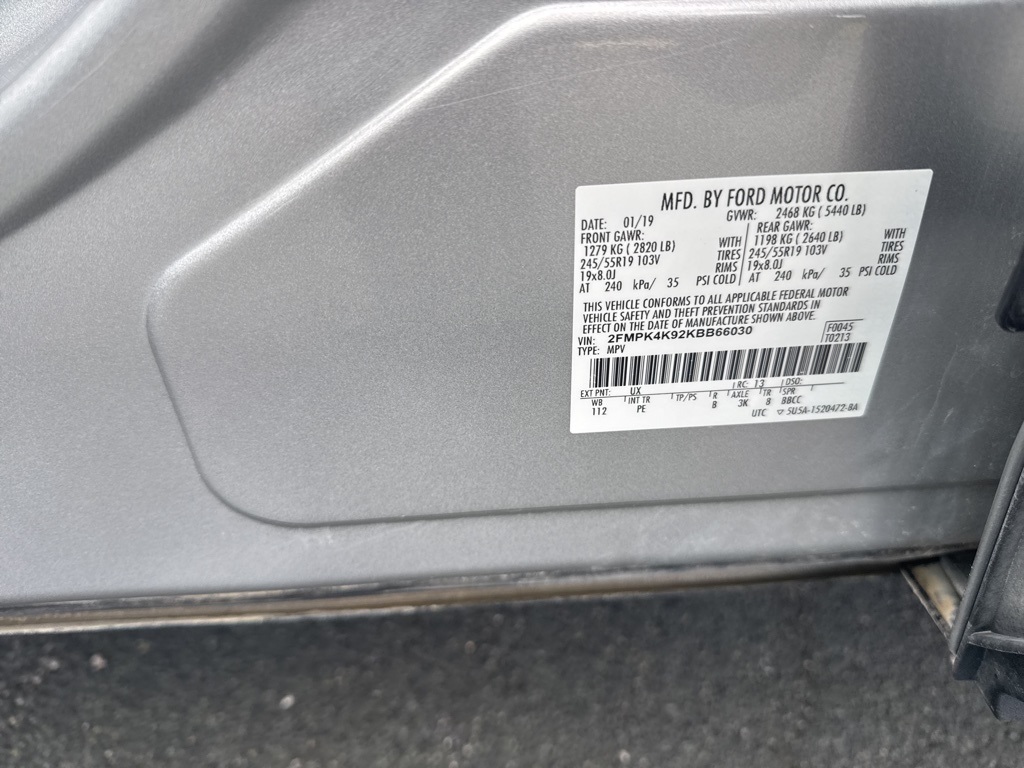 MFD. BY FORD MOTOR CO.
DATE: 01/19 GVWR: 2468 KG ( 5440 LB)
FRONT GAWR: REAR GAWR:
1279 KG ( 2820 LB) WITH 1198 KG ( 2640 LB) WITH
245/55R19 103V TIRES 245/55R19 103V TIRES
19x8.0J RIMS 19x8.0J RIMS
AT 240 kPa/ 35 PSI COLD AT 240 kPa/ 35 PSI COLD
THIS VEHICLE CONFORMS TO ALL APPLICABLE FEDERAL MOTOR
VEHICLE SAFETY AND THEFT PREVENTION STANDARDS IN
EFFECT ON THE DATE OF MANUFACTURE SHOWN ABOVE.
VIN: 2FMPK4K92KBB66030 F0045
TYPE: MPV T0213
EXT PNT: UX RC: 13 DSO:
WB INT TR TP/PS R AXLE TR SPR
112 PE B 3K B BBCC
UTC 5U5A-1520472-BA